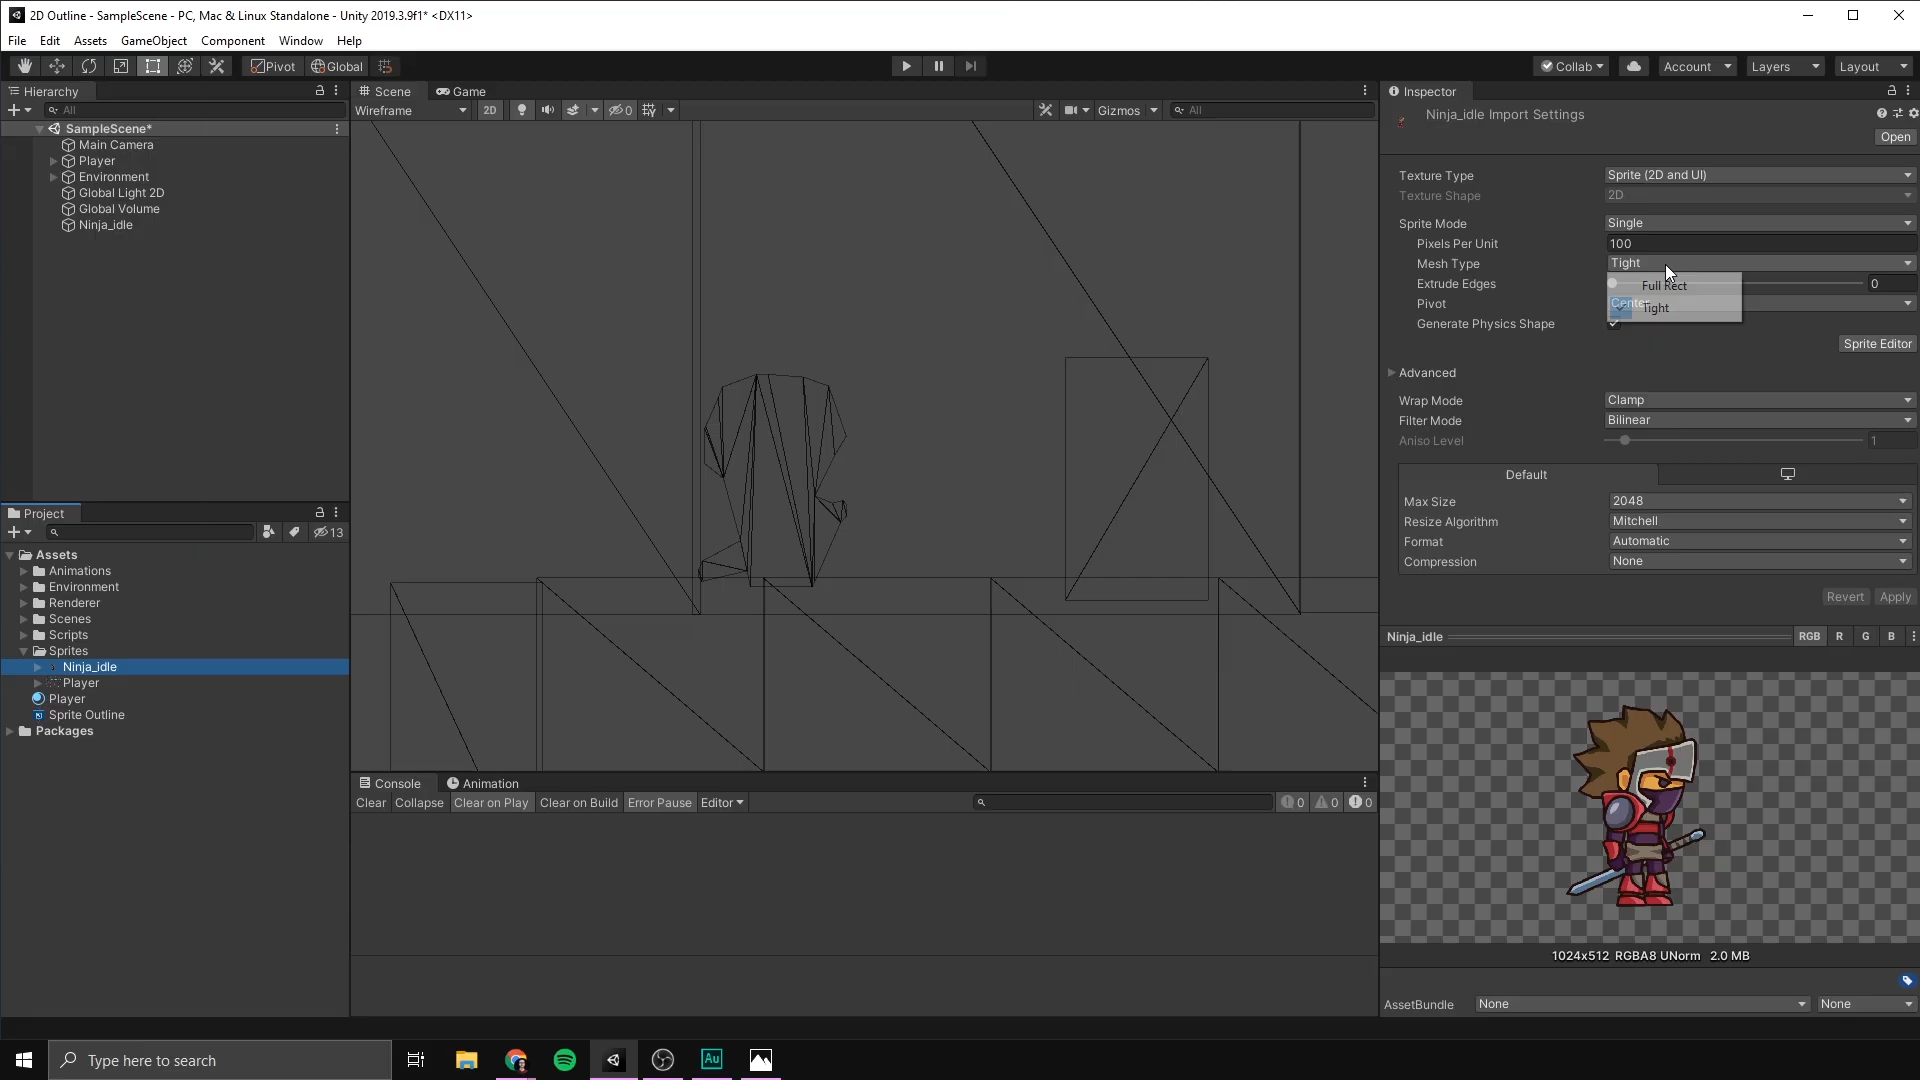 2D Outline - SampleScene - PC, Mac & Linux Standalone - Unity 2019.3.9f1* <DX11>
File Edit Assets GameObject Component Window Help
Pivot Global Collab Account Layers Layout
Hierarchy
All
SampleScene*
Main Camera
Player
Environment
Global Light 2D
Global Volume
Ninja_idle
Scene Game
Wireframe 2D 0 Gizmos All
Project
13
Assets
Animations
Environment
Renderer
Scenes
Scripts
Sprites
Ninja_idle
Player
Player
Sprite Outline
Packages
Console Animation
Clear Collapse Clear on Play Clear on Build Error Pause Editor 0 0 0
Inspector
Ninja_idle Import Settings
Open
Texture Type Sprite (2D and UI)
Texture Shape 2D
Sprite Mode Single
Pixels Per Unit 100
Mesh Type Tight
Full Rect
Tight
Extrude Edges 0
Pivot Center
Generate Physics Shape
Sprite Editor
Advanced
Wrap Mode Clamp
Filter Mode Bilinear
Aniso Level 1
Default
Max Size 2048
Resize Algorithm Mitchell
Format Automatic
Compression None
Revert Apply
Ninja_idle RGB R G B
1024x512 RGBA8 UNorm 2.0 MB
AssetBundle None None
Type here to search
Au